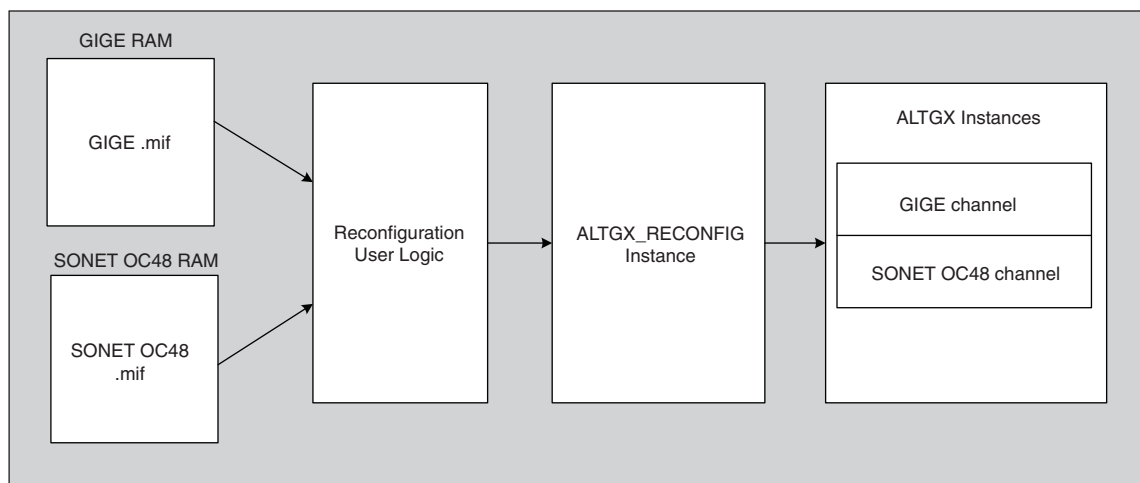 GIGE RAM
GIGE .mif
SONET OC48 RAM
SONET OC48
.mif
Reconfiguration
User Logic
ALTGX_RECONFIG
Instance
ALTGX Instances
GIGE channel
SONET OC48 channel